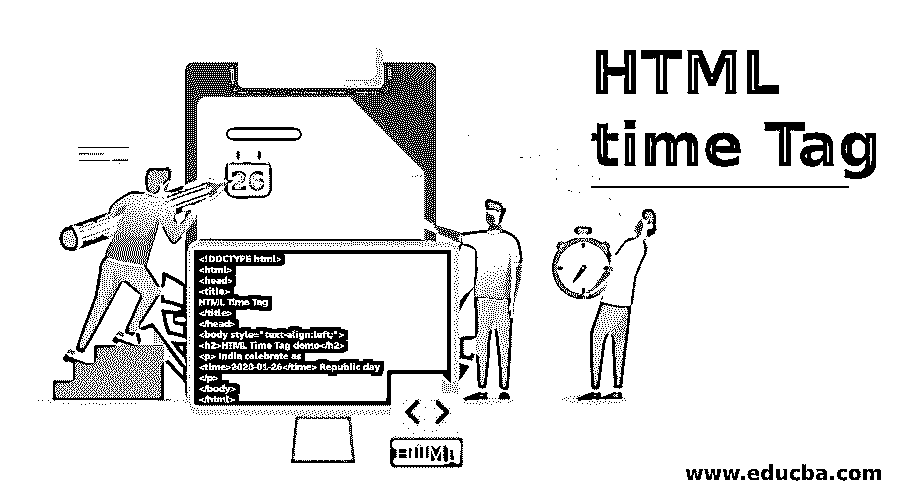 HTML
time Tag
26
<!DOCTYPE html>
<html>
<head>
<title>
HTML Time Tag
</title>
</head>
<body style="text-align:left;">
<h2>HTML Time Tag demo</h2>
<p> India celebrate as
<time>2020-01-26</time> Republic day
</p>
</body>
</html>
< >
HTML
www.educba.com